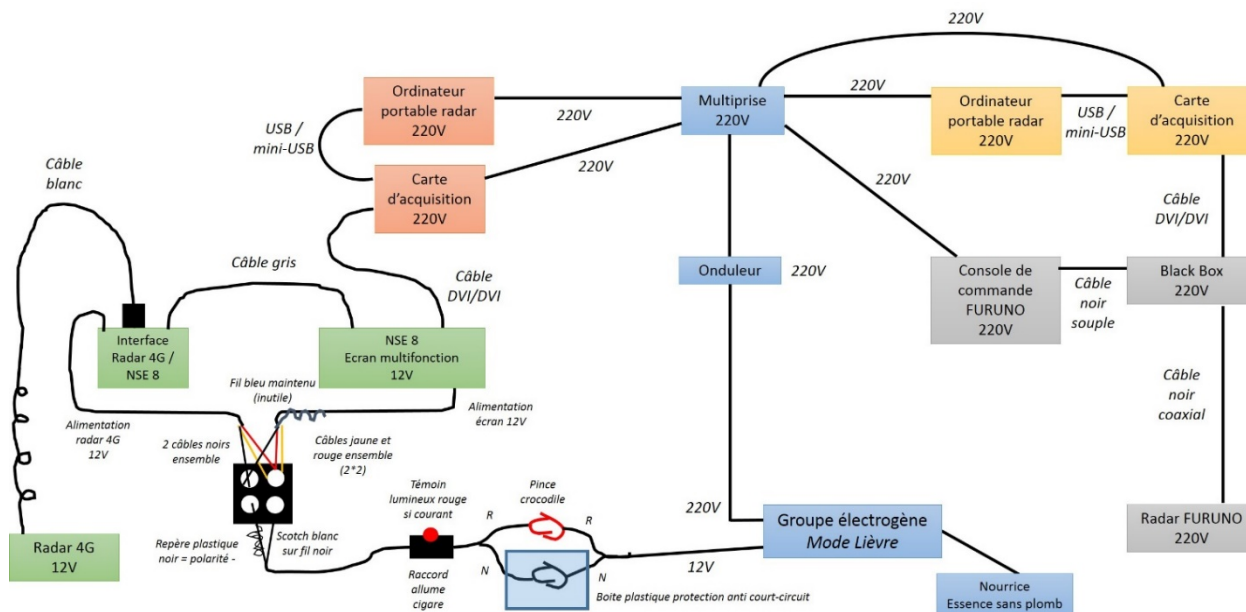 220V
Ordinateur
portable radar
220V
220V
Multiprise
220V
220V
Ordinateur
portable radar
220V
USB /
mini-USB
Carte
d’acquisition
220V
USB /
mini-USB
Carte
d’acquisition
220V
220V
220V
Câble
blanc
Câble
DVI/DVI
Câble gris
Câble
DVI/DVI
Onduleur
220V
Console de
commande
FURUNO
220V
Câble
noir
souple
Black Box
220V
Interface
Radar 4G /
NSE 8
NSE 8
Ecran multifonction
12V
Fil bleu maintenu
(inutile)
Alimentation
écran 12V
Câble
noir
coaxial
Alimentation
radar 4G
12V
2 câbles noirs
ensemble
Câbles jaune et
rouge ensemble
(2*2)
Témoin
lumineux rouge
si courant
Pince
crocodile
R
R
220V
Groupe électrogène
Mode Lièvre
Radar FURUNO
220V
Radar 4G
12V
Repère plastique
noir = polarité -
Scotch blanc
sur fil noir
Raccord
allume
cigare
N
N
12V
Boite plastique protection anti court-circuit
Nourrice
Essence sans plomb